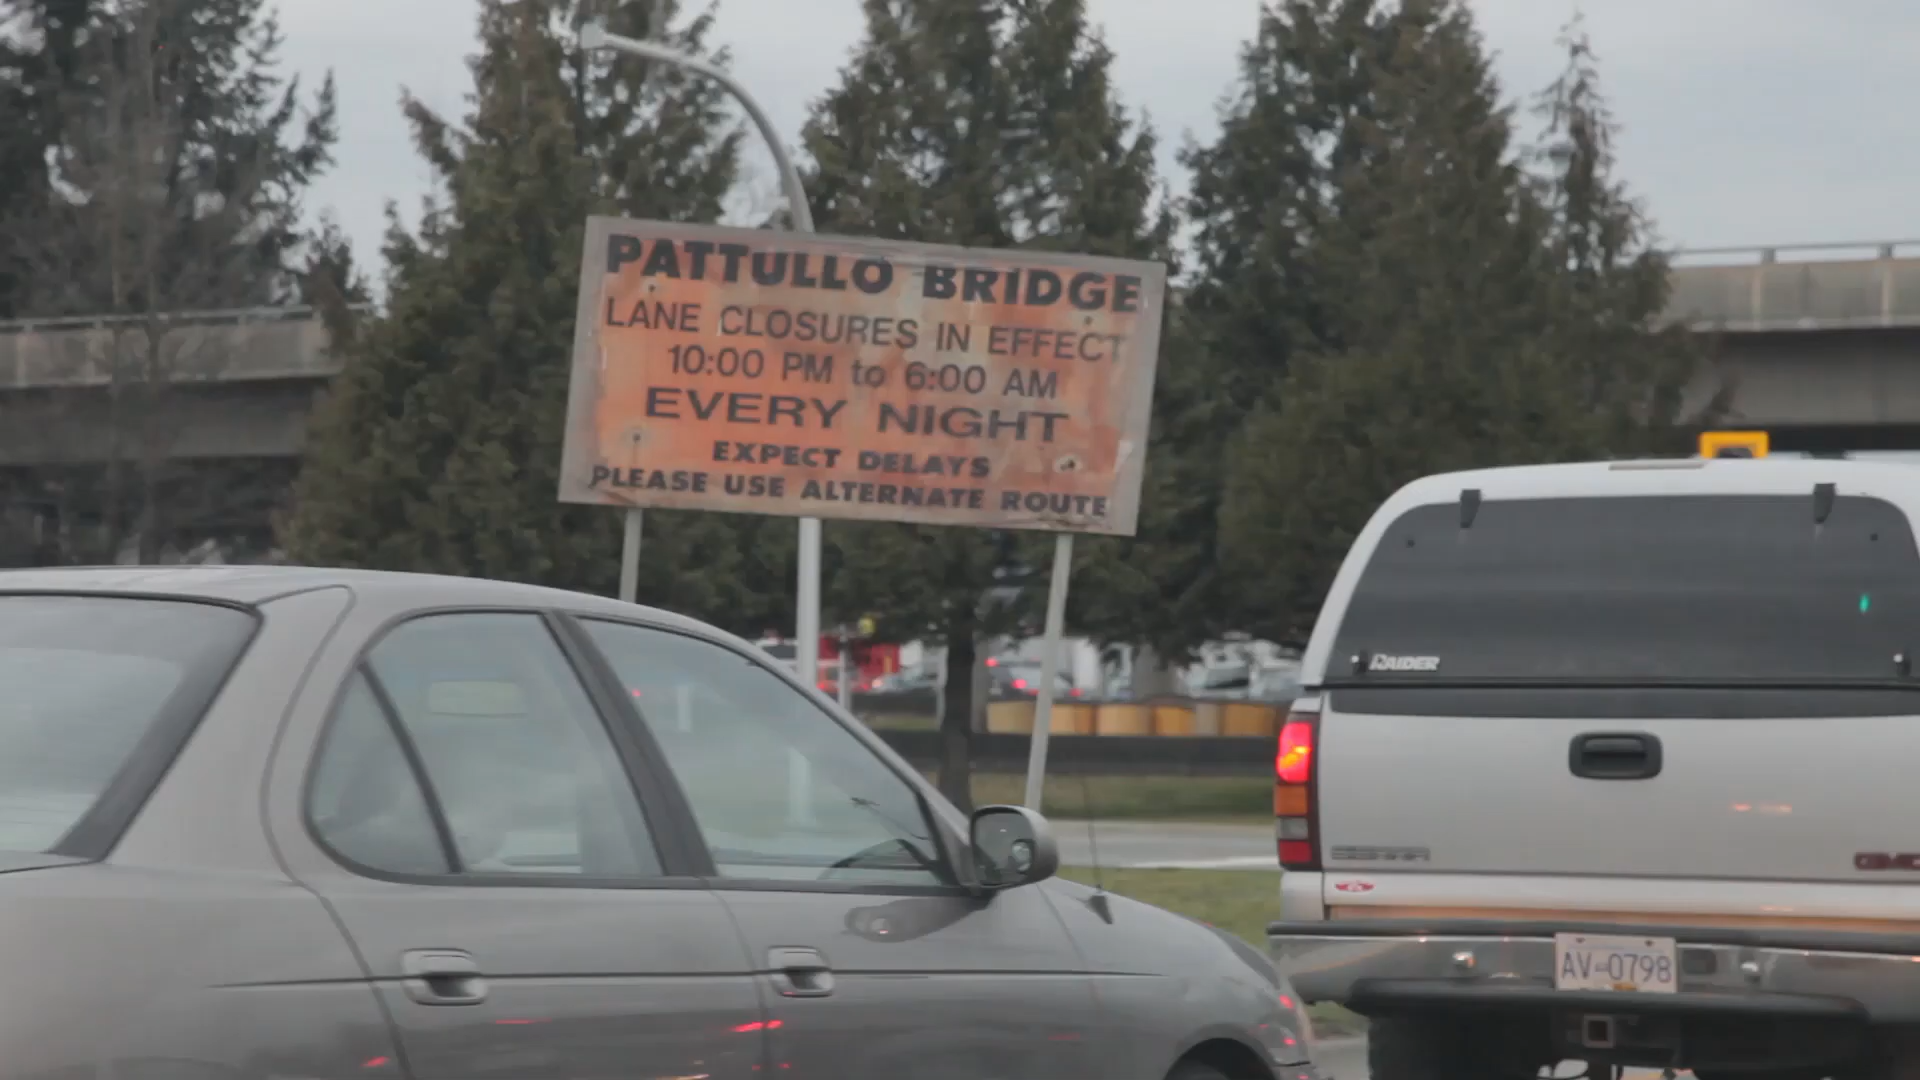 PATTULLO BRIDGE
LANE CLOSURES IN EFFECT
10:00 PM to 6:00 AM
EVERY NIGHT
EXPECT DELAYS
PLEASE USE ALTERNATE ROUTE
RAIDER
GMC
AV-0798